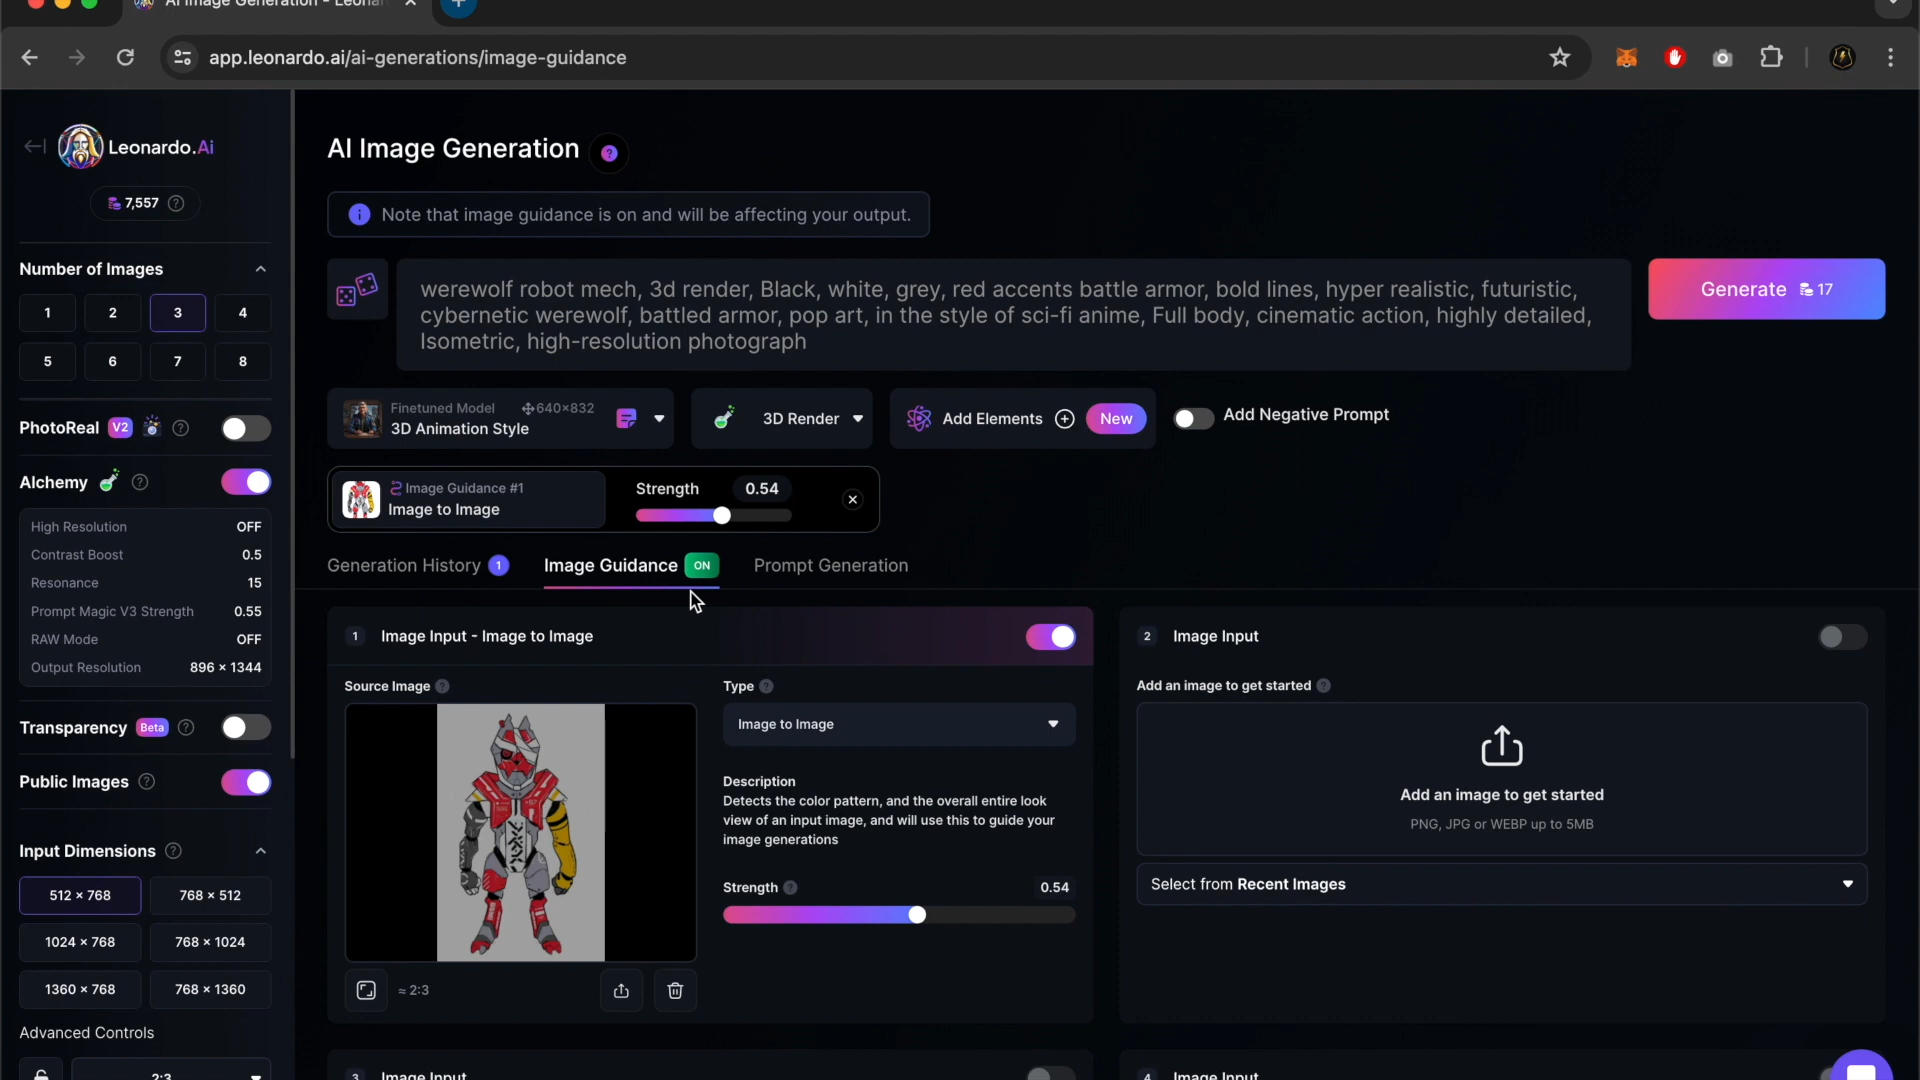 AI Image Generation - Leonar
app.leonardo.ai/ai-generations/image-guidance
Leonardo.Ai
7,557
Number of Images
1 2 3 4
5 6 7 8
PhotoReal V2
Alchemy
High Resolution OFF
Contrast Boost 0.5
Resonance 15
Prompt Magic V3 Strength 0.55
RAW Mode OFF
Output Resolution 896 × 1344
Transparency Beta
Public Images
Input Dimensions
512 × 768 768 × 512
1024 × 768 768 × 1024
1360 × 768 768 × 1360
Advanced Controls
2:3
AI Image Generation
Note that image guidance is on and will be affecting your output.
werewolf robot mech, 3d render, Black, white, grey, red accents battle armor, bold lines, hyper realistic, futuristic,
cybernetic werewolf, battled armor, pop art, in the style of sci-fi anime, Full body, cinematic action, highly detailed,
Isometric, high-resolution photograph
Generate 17
Finetuned Model 640×832
3D Animation Style
3D Render
Add Elements New
Add Negative Prompt
Image Guidance #1
Image to Image
Strength 0.54
Generation History 1
Image Guidance ON
Prompt Generation
1 Image Input - Image to Image
Source Image
≈ 2:3
Type
Image to Image
Description
Detects the color pattern, and the overall entire look
view of an input image, and will use this to guide your
image generations
Strength 0.54
2 Image Input
Add an image to get started
Add an image to get started
PNG, JPG or WEBP up to 5MB
Select from Recent Images
3 Image Input
4 Image Input